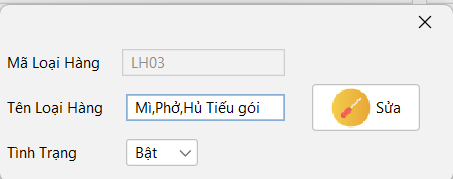 Mã Loại Hàng LH03
Tên Loại Hàng Mì,Phở,Hủ Tiếu gói Sửa
Tình Trạng Bật